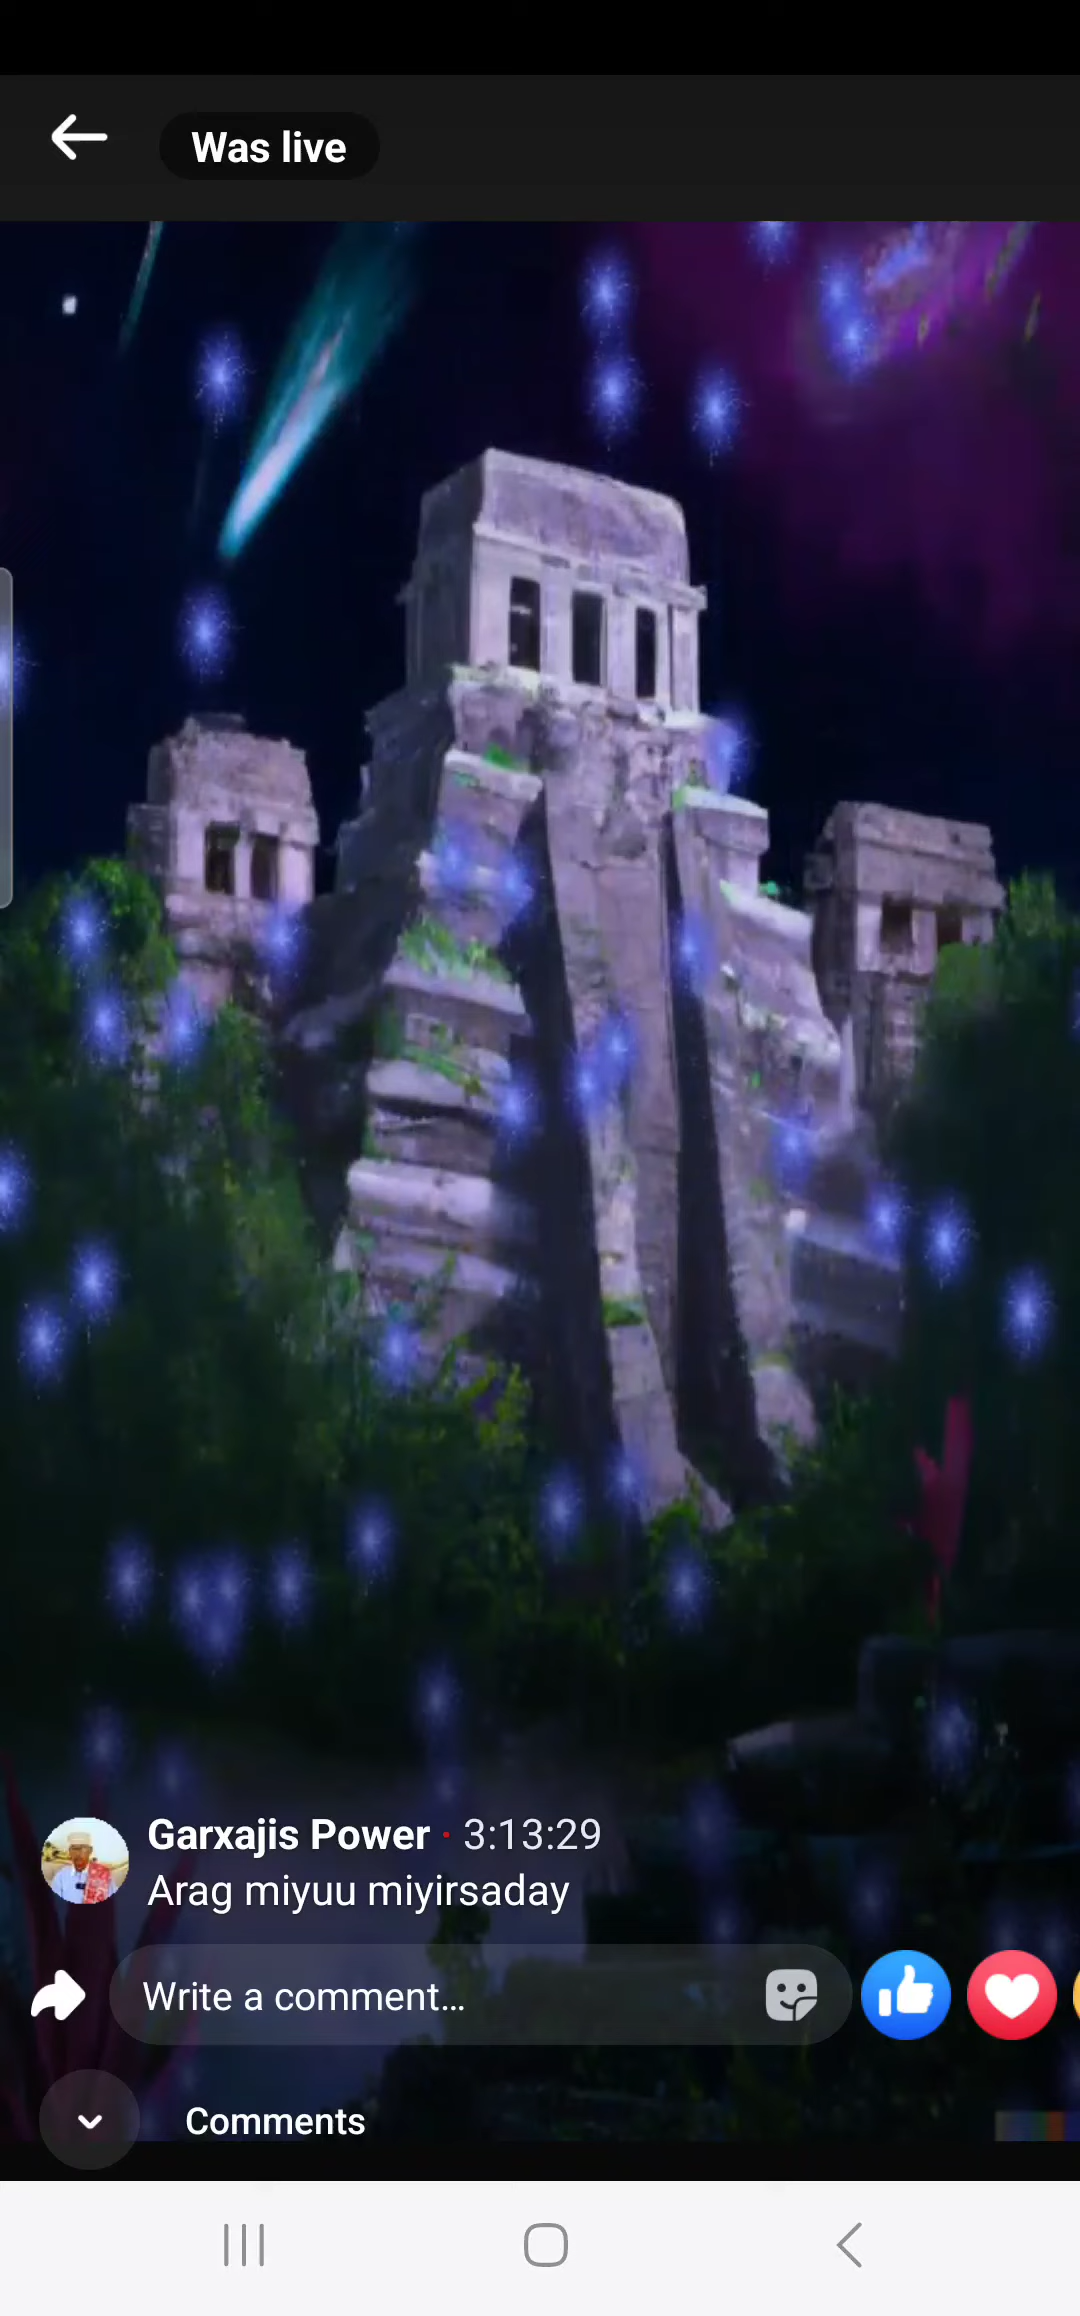 Was live
Garxajis Power · 3:13:29
Arag miyuu miyirsaday
Write a comment...
Comments